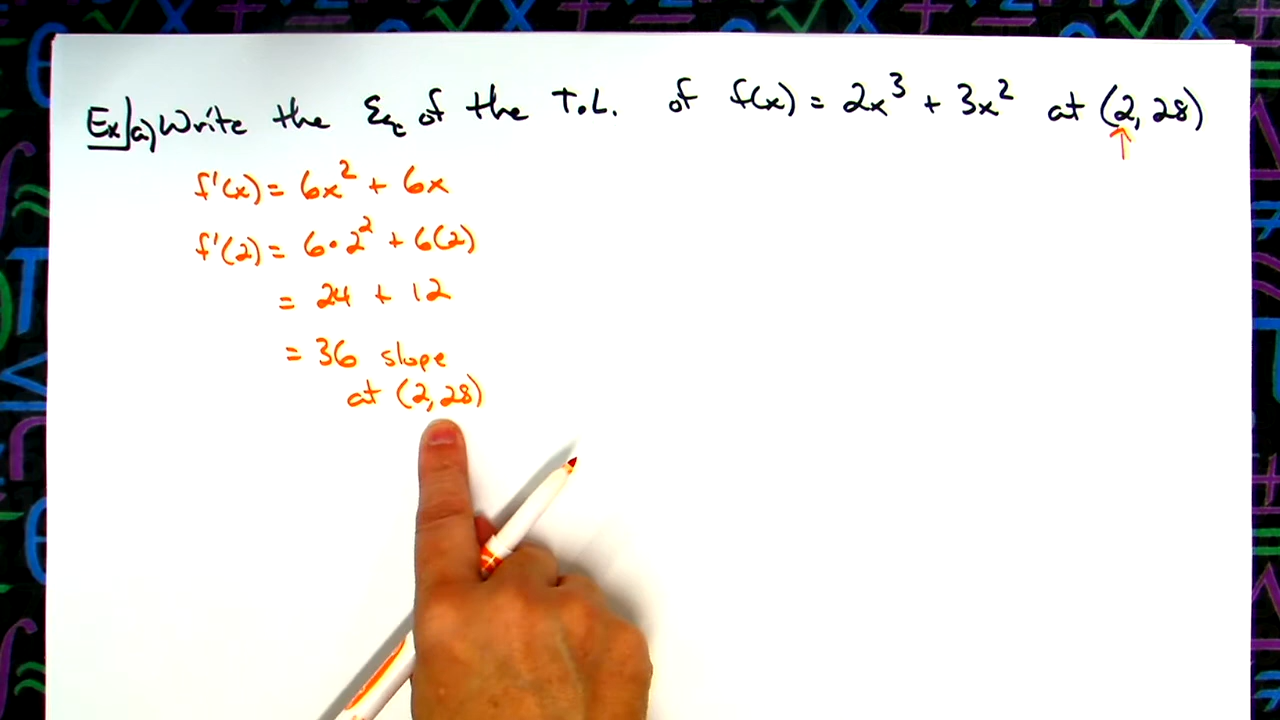 Ex a) Write the Eq of the T.L. of f(x) = 2x³ + 3x² at (2, 28)
↑
f'(x) = 6x² + 6x
f'(2) = 6·2² + 6(2)
= 24 + 12
= 36 slope
at (2, 28)